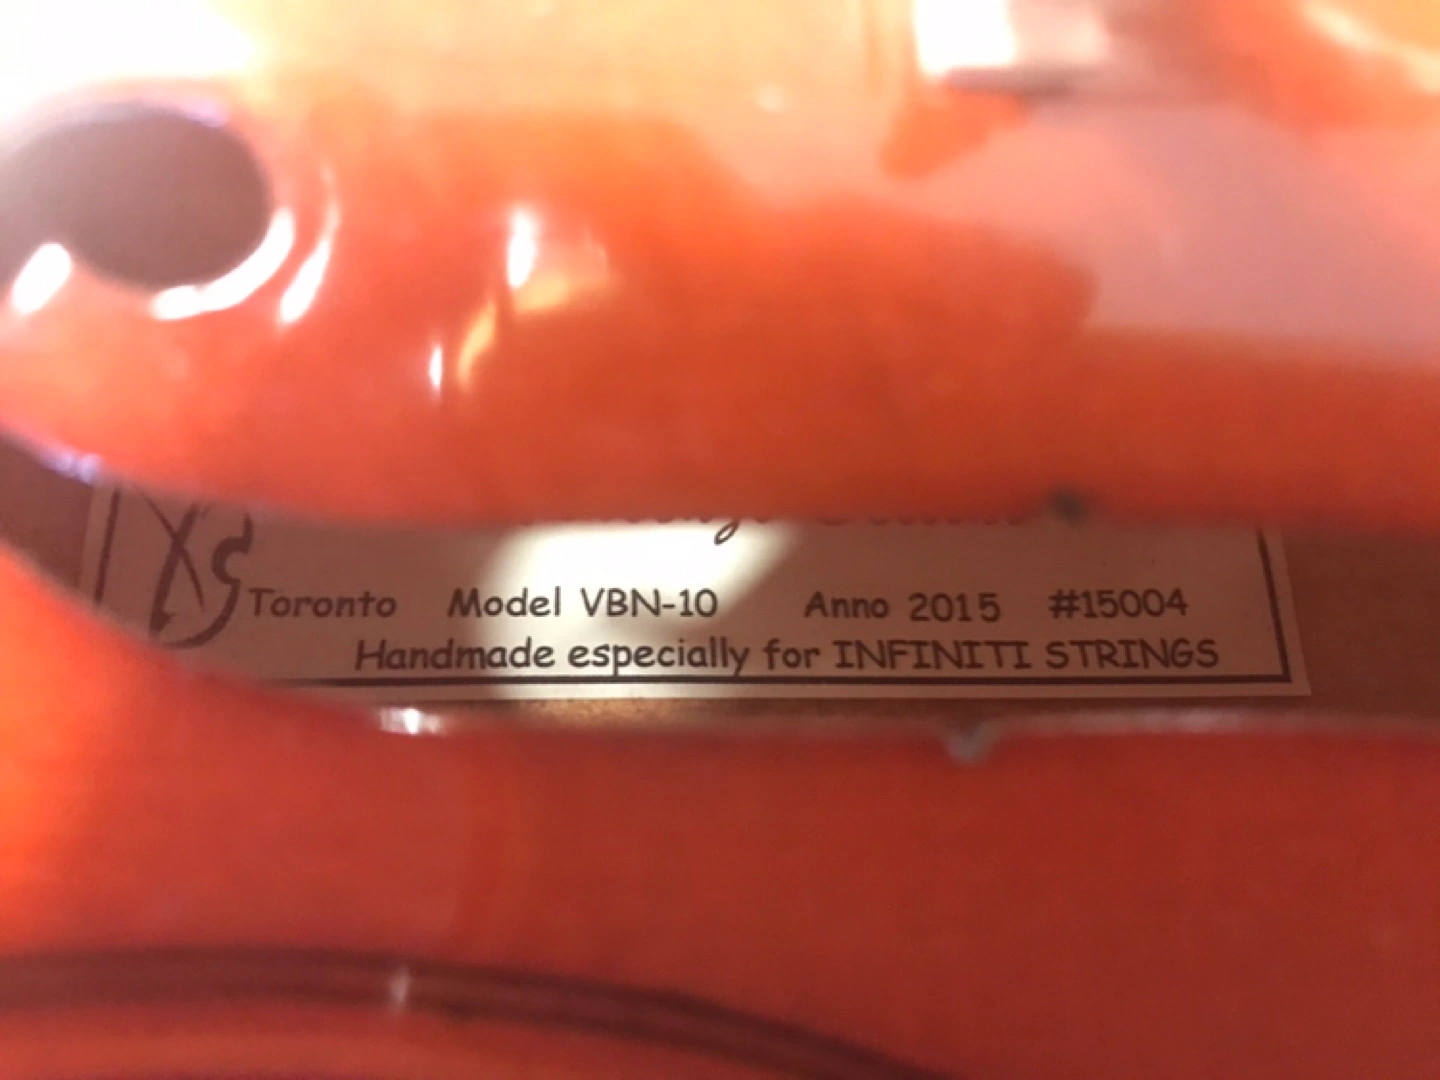 Toronto Model VBN-10 Anno 2015 #15004
Handmade especially for INFINITI STRINGS